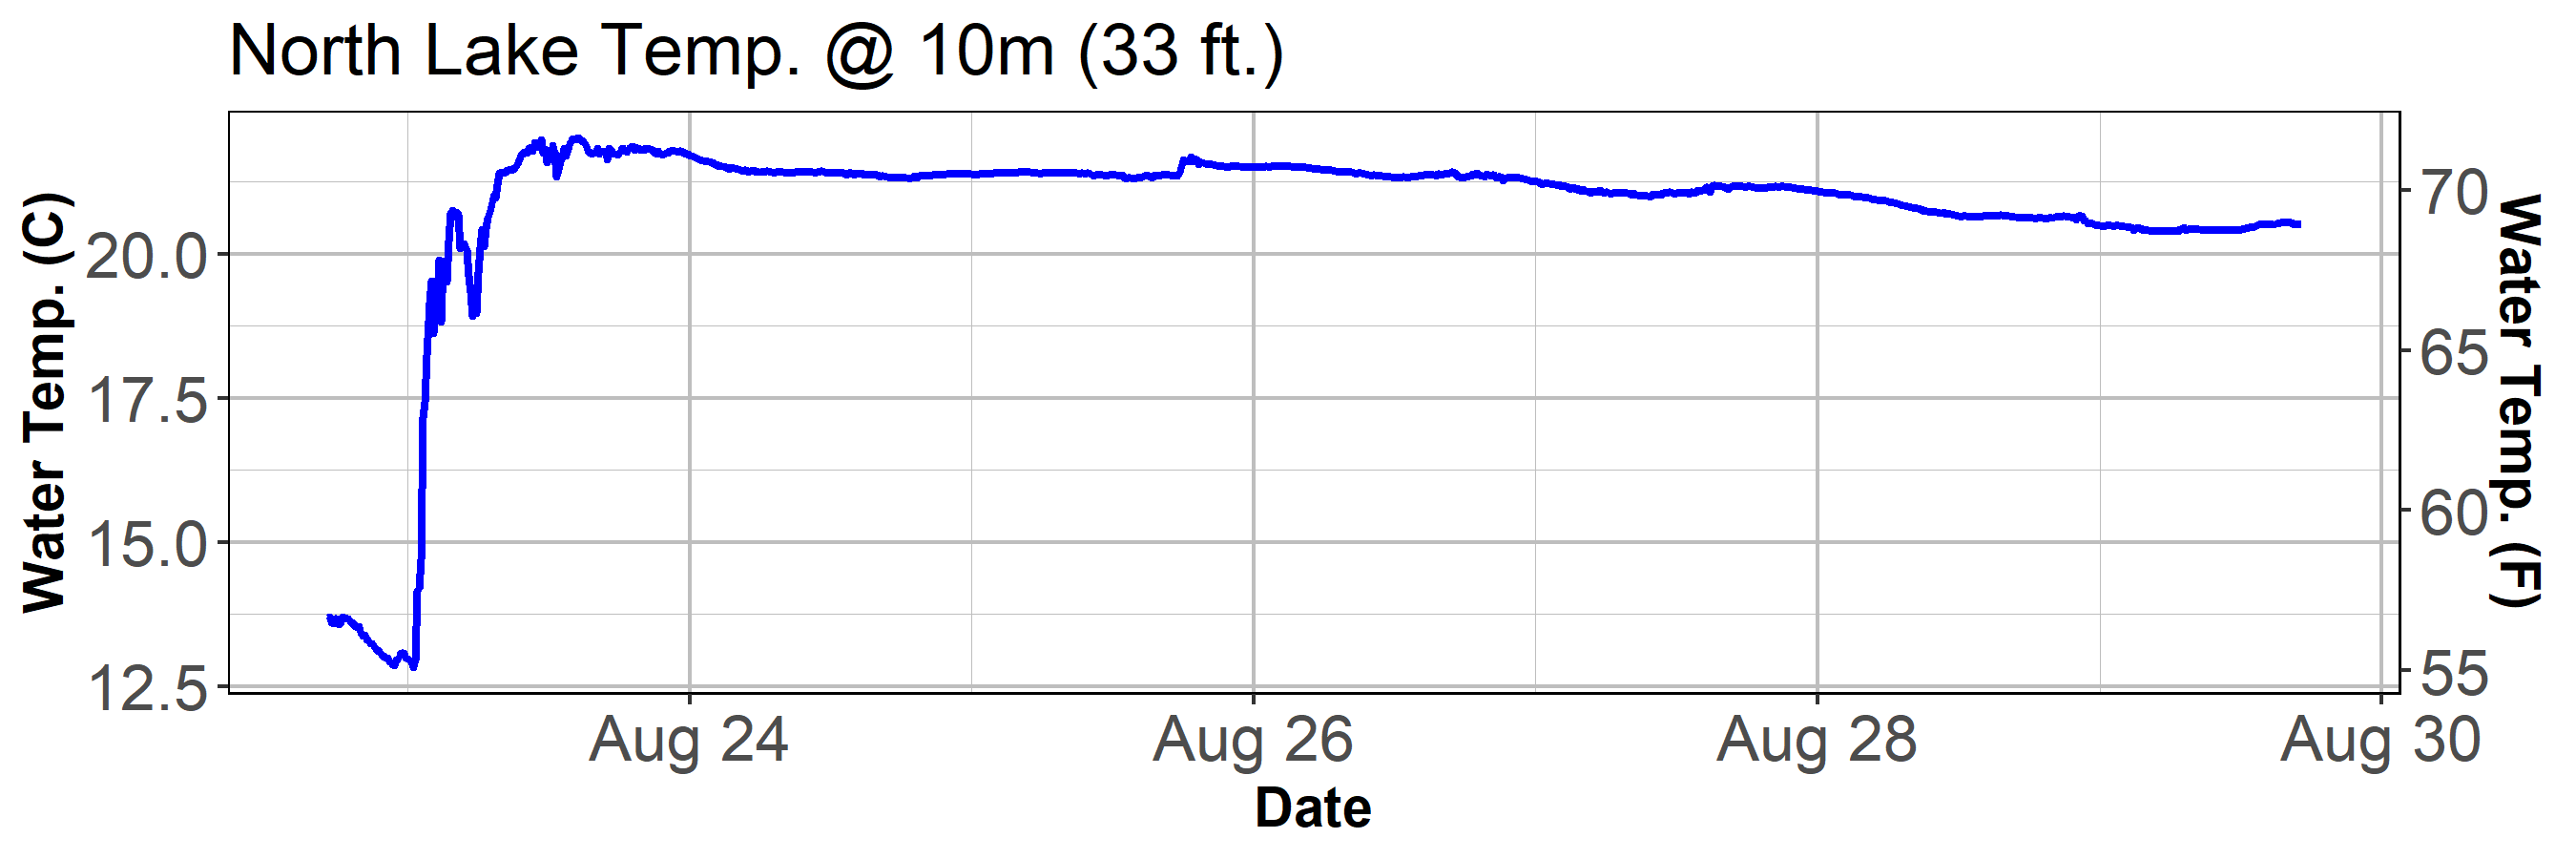 North Lake Temp. @ 10m (33 ft.)
Water Temp. (C)
20.0
17.5
15.0
12.5
70
65
60
55
Water Temp. (F)
Aug 24
Aug 26
Aug 28
Aug 30
Date